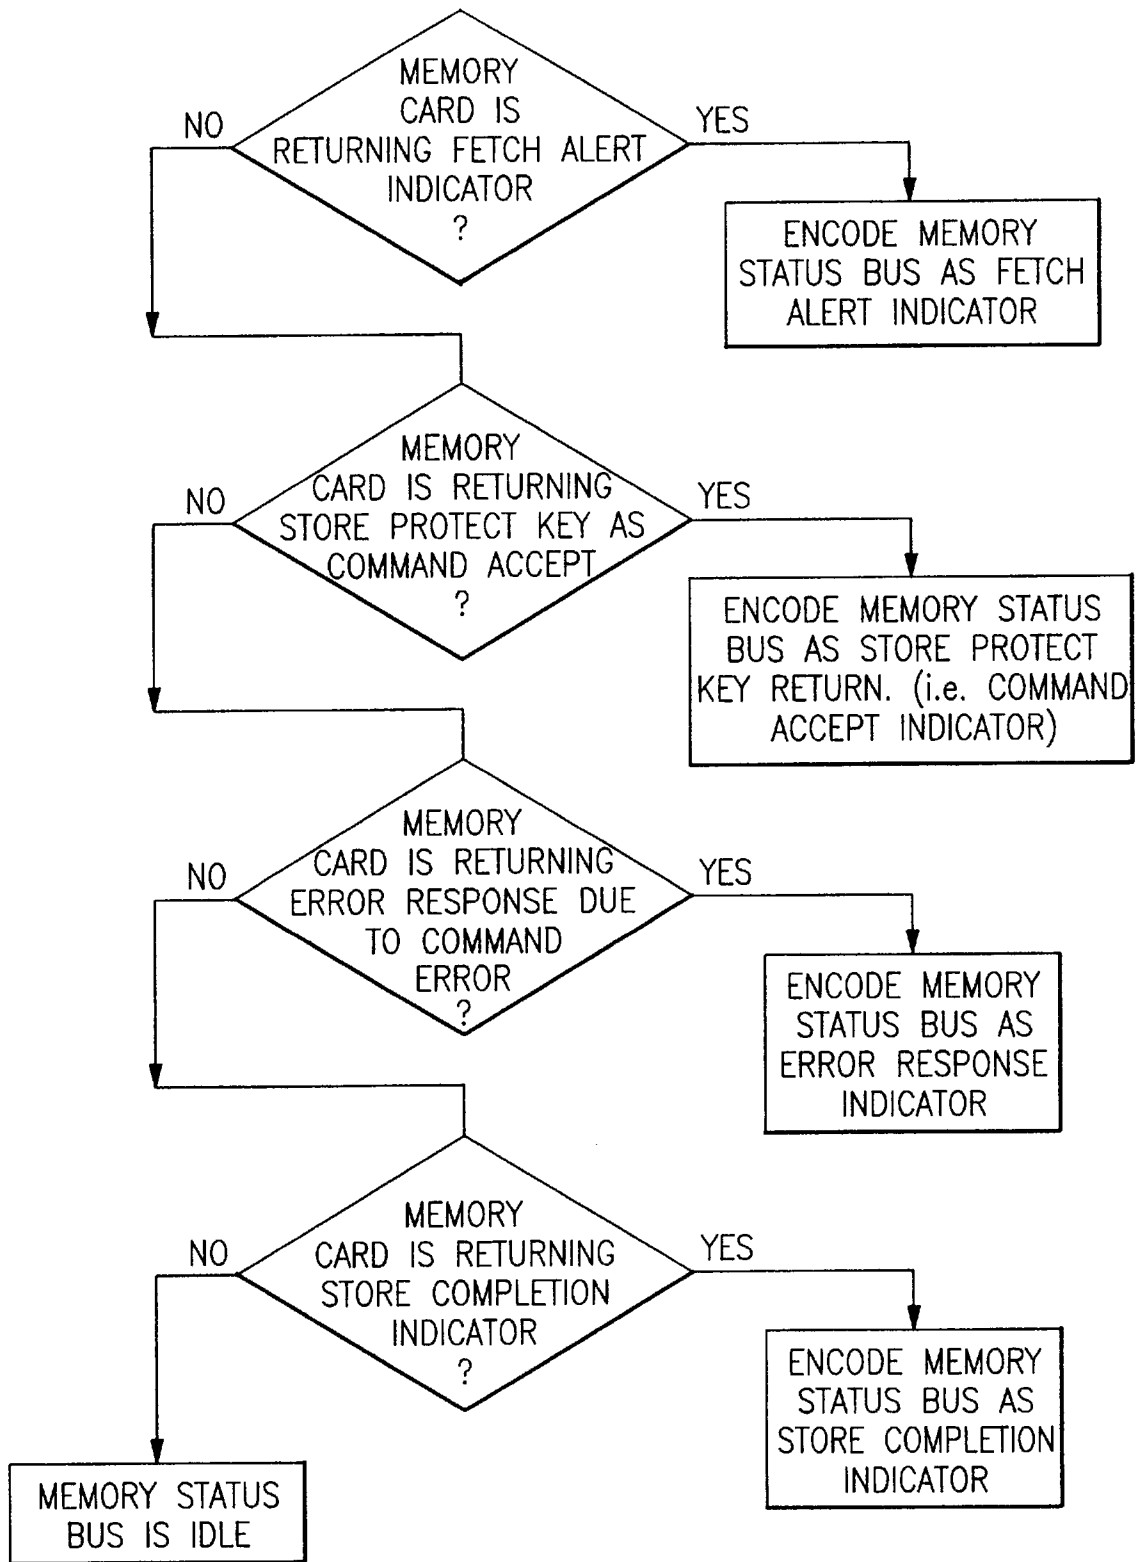 MEMORY
CARD IS
RETURNING FETCH ALERT
INDICATOR
?
NO
YES
ENCODE MEMORY
STATUS BUS AS FETCH
ALERT INDICATOR
MEMORY
CARD IS RETURNING
STORE PROTECT KEY AS
COMMAND ACCEPT
?
NO
YES
ENCODE MEMORY STATUS
BUS AS STORE PROTECT
KEY RETURN. (i.e. COMMAND
ACCEPT INDICATOR)
MEMORY
CARD IS RETURNING
ERROR RESPONSE DUE
TO COMMAND
ERROR
?
NO
YES
ENCODE MEMORY
STATUS BUS AS
ERROR RESPONSE
INDICATOR
MEMORY
CARD IS RETURNING
STORE COMPLETION
INDICATOR
?
NO
YES
ENCODE MEMORY
STATUS BUS AS
STORE COMPLETION
INDICATOR
MEMORY STATUS
BUS IS IDLE